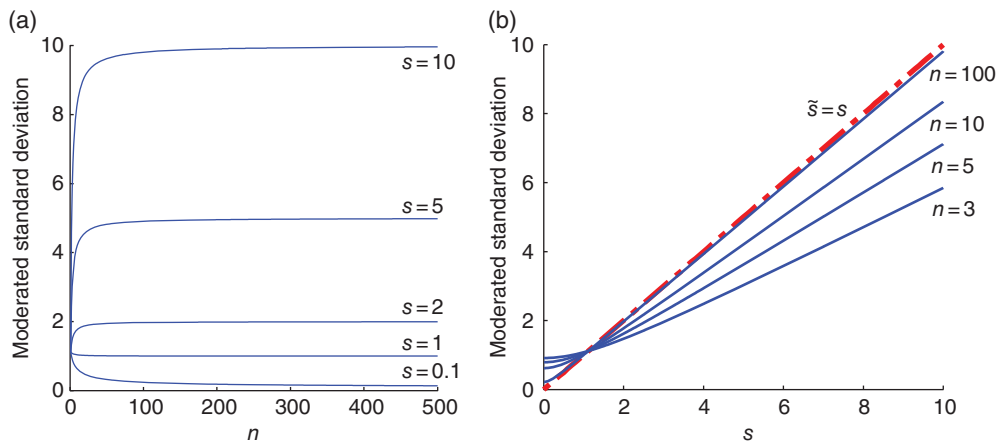 (a)
Moderated standard deviation
10
8
6
4
2
0
0
100
200
300
400
500
n
s = 10
s = 5
s = 2
s = 1
s = 0.1
(b)
Moderated standard deviation
10
8
6
4
2
0
0
2
4
6
8
10
s
s̃ = s
n = 100
n = 10
n = 5
n = 3